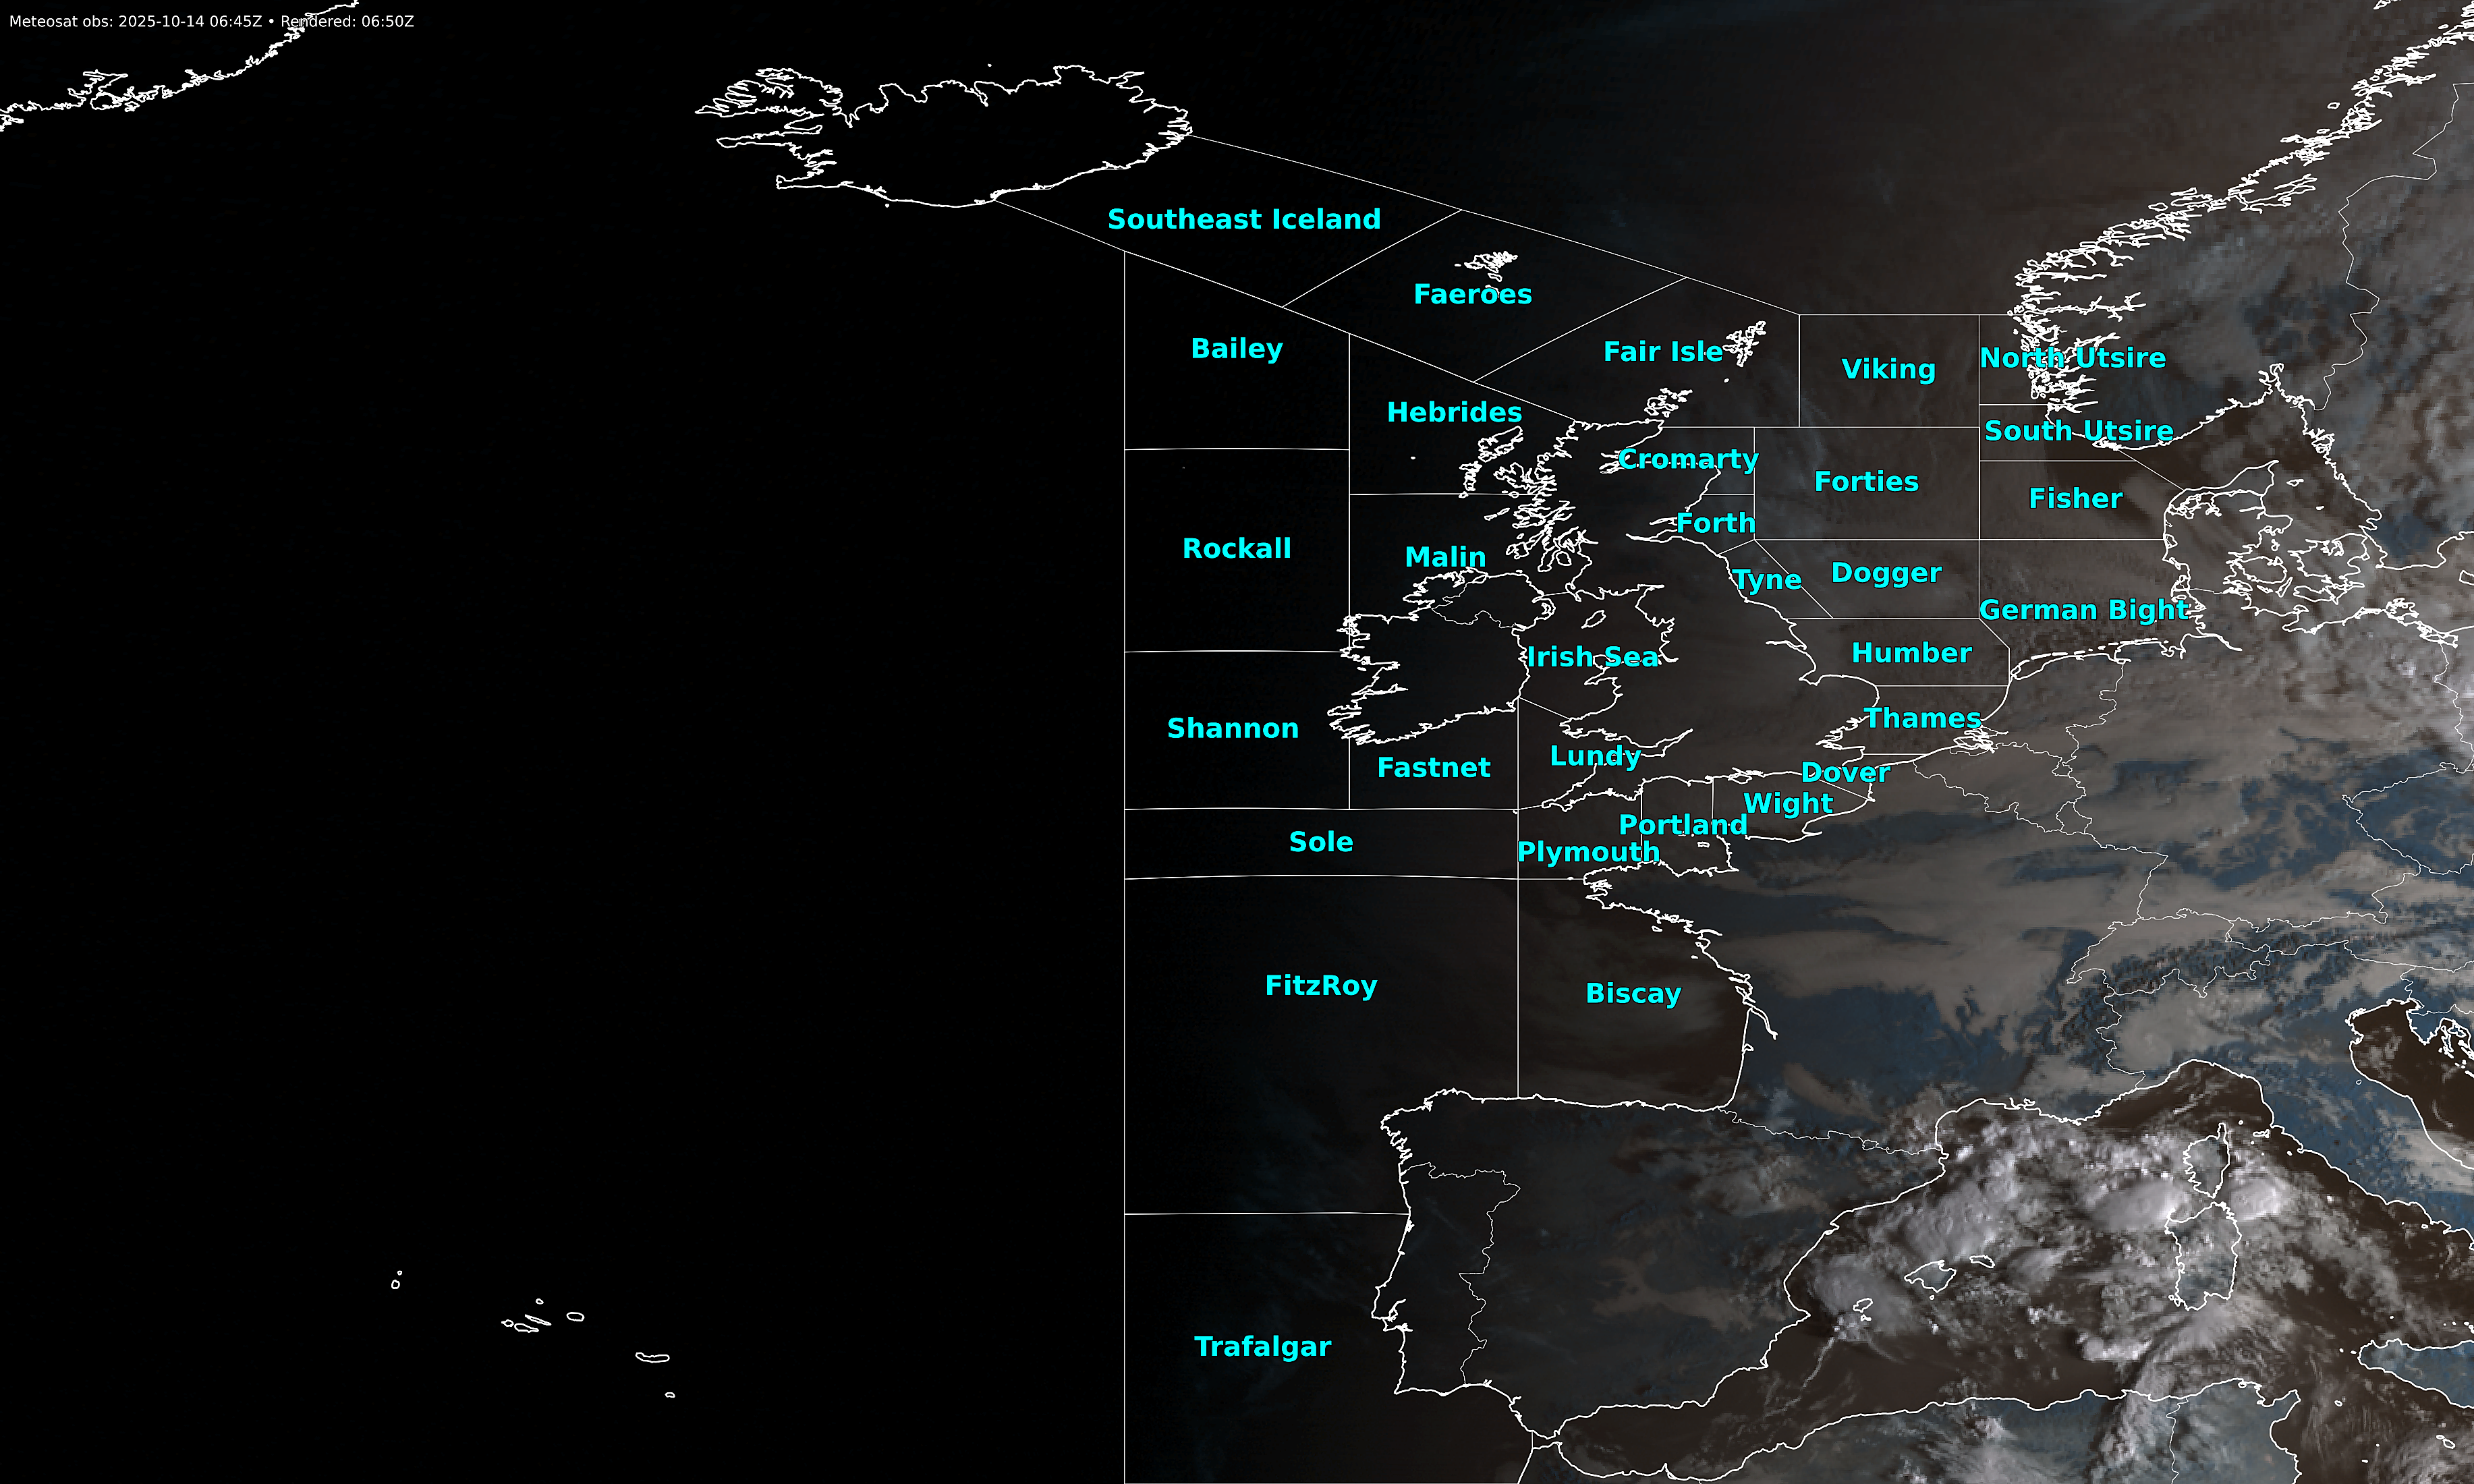 Meteosat obs: 2025-10-14 06:45Z • Rendered: 06:50Z
Southeast Iceland
Faeroes
Bailey
Fair Isle
Viking
North Utsire
Hebrides
South Utsire
Cromarty
Forties
Fisher
Forth
Rockall
Malin
Tyne
Dogger
German Bight
Irish Sea
Humber
Thames
Shannon
Fastnet
Lundy
Dover
Wight
Portland
Sole
Plymouth
FitzRoy
Biscay
Trafalgar